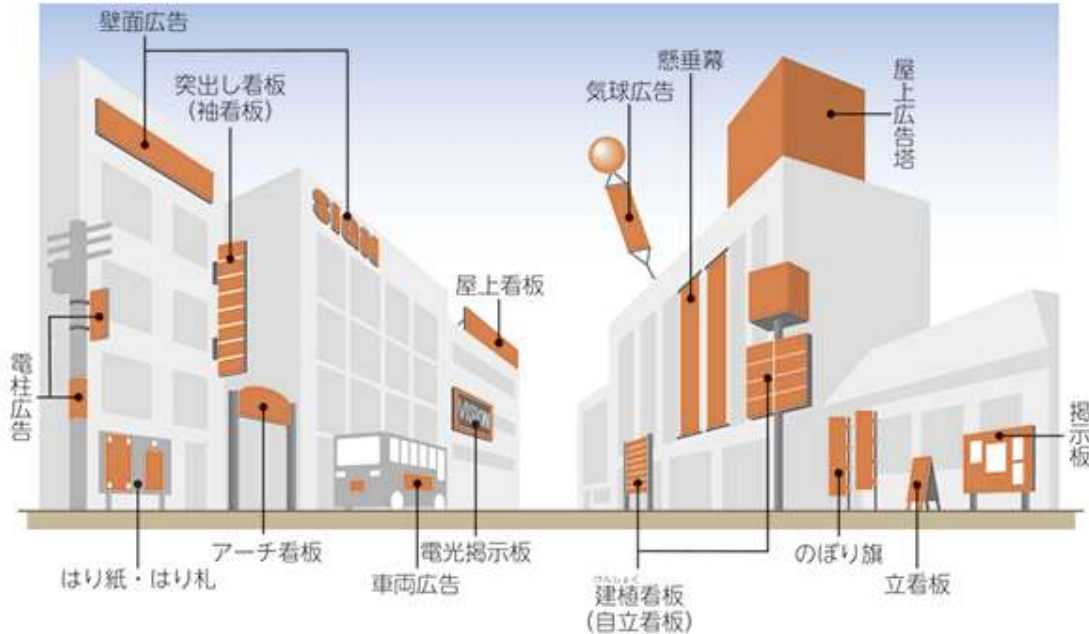 壁面広告
突出し看板
(袖看板)
懸垂幕
気球広告
屋上広告塔
SIGN
屋上看板
電柱広告
VISION
掲示板
アーチ看板
電光掲示板
のぼり旗
はり紙・はり札
車両広告
けんしょく
建植看板
(自立看板)
立看板